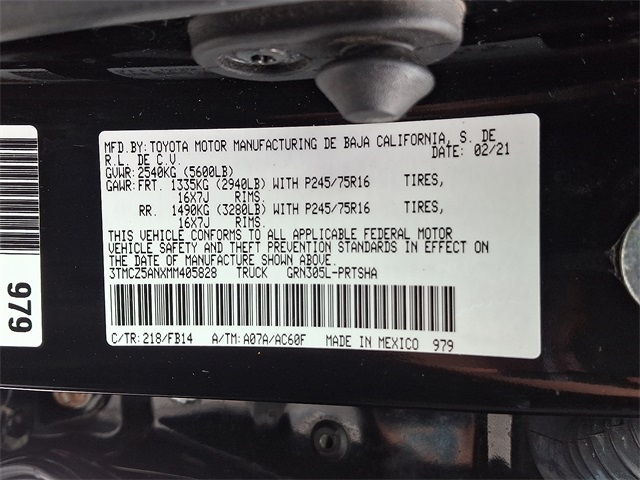 MFD.BY:TOYOTA MOTOR MANUFACTURING DE BAJA CALIFORNIA, S. DE
R.L. DE C.V. DATE: 02/21
GVWR:2540KG (5600LB)
GAWR:FRT. 1335KG (2940LB) WITH P245/75R16 TIRES,
16X7J RIMS.
RR. 1490KG (3280LB) WITH P245/75R16 TIRES,
16X7J RIMS.
THIS VEHICLE CONFORMS TO ALL APPLICABLE FEDERAL MOTOR
VEHICLE SAFETY AND THEFT PREVENTION STANDARDS IN EFFECT ON
THE DATE OF MANUFACTURE SHOWN ABOVE.
3TMCZ5ANXMM405828 TRUCK GRN305L-PRTSHA
C/TR:218/FB14 A/TM:A07A/AC60F MADE IN MEXICO 979
979